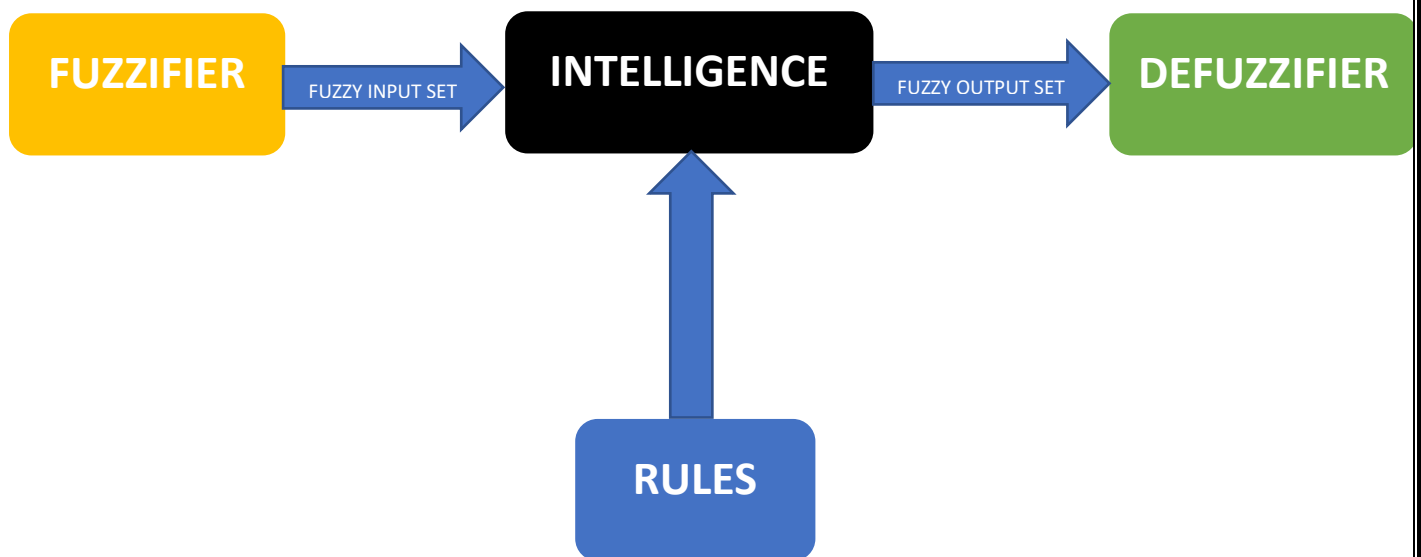 FUZZIFIER
FUZZY INPUT SET
INTELLIGENCE
FUZZY OUTPUT SET
DEFUZZIFIER
RULES